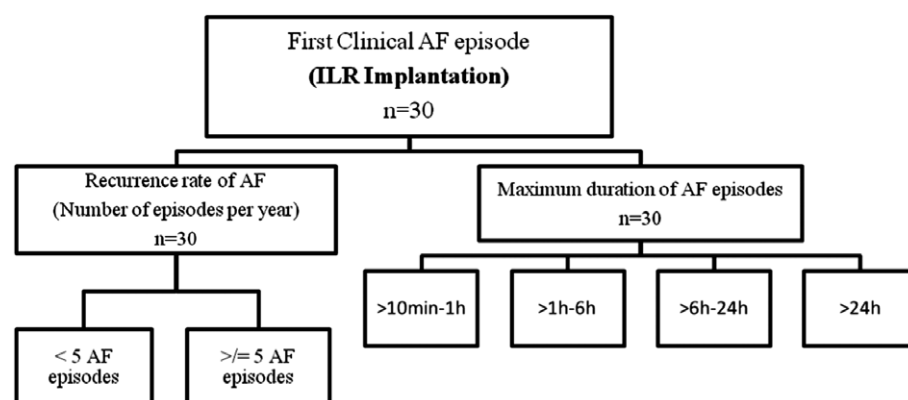 First Clinical AF episode
(ILR Implantation)
n=30
Recurrence rate of AF
(Number of episodes per year)
n=30
Maximum duration of AF episodes
n=30
< 5 AF
episodes
>/= 5 AF
episodes
>10min-1h
>1h-6h
>6h-24h
>24h